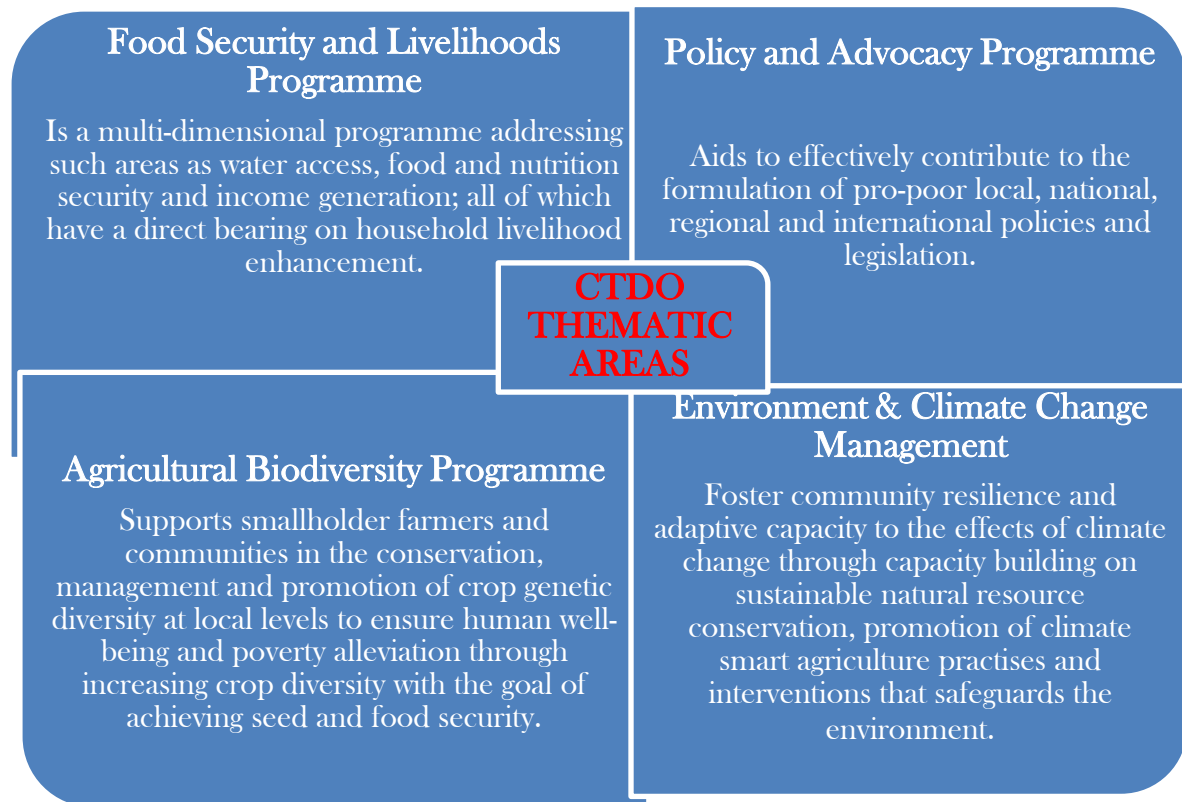 Food Security and Livelihoods
Programme
Is a multi-dimensional programme addressing
such areas as water access, food and nutrition
security and income generation; all of which
have a direct bearing on household livelihood
enhancement.
Policy and Advocacy Programme
Aids to effectively contribute to the
formulation of pro-poor local, national,
regional and international policies and
legislation.
CTDO
THEMATIC
AREAS
Agricultural Biodiversity Programme
Supports smallholder farmers and
communities in the conservation,
management and promotion of crop genetic
diversity at local levels to ensure human well-
being and poverty alleviation through
increasing crop diversity with the goal of
achieving seed and food security.
Environment & Climate Change
Management
Foster community resilience and
adaptive capacity to the effects of climate
change through capacity building on
sustainable natural resource
conservation, promotion of climate
smart agriculture practises and
interventions that safeguards the
environment.